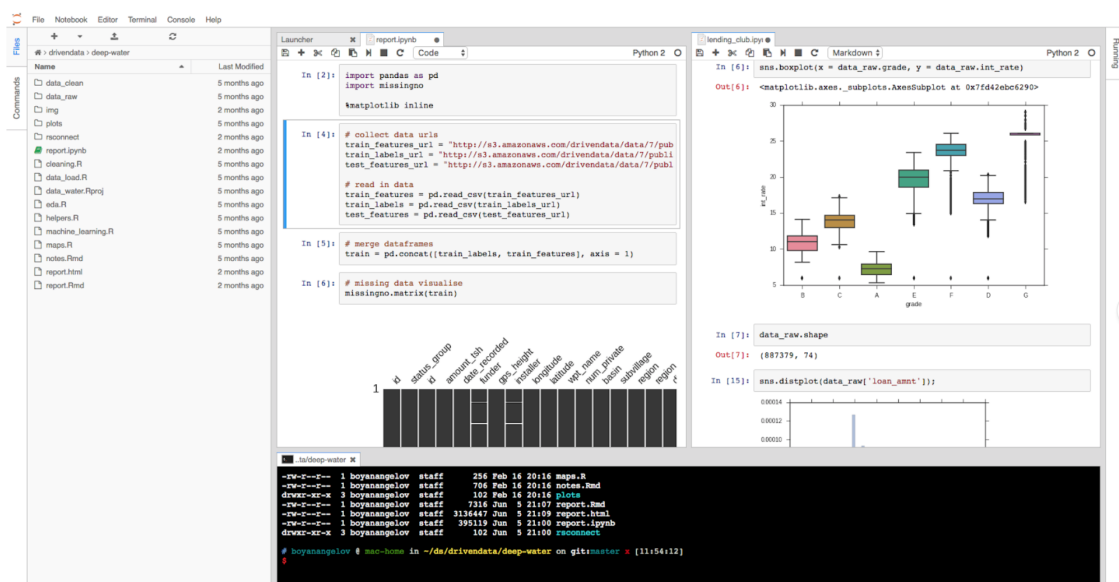 File Notebook Editor Terminal Console Help
Files
Commands
Running
> drivendata > deep-water
Name Last Modified
data_clean 5 months ago
data_raw 5 months ago
img 2 months ago
plots 5 months ago
rsconnect 2 months ago
report.ipynb 2 months ago
cleaning.R 5 months ago
data_load.R 5 months ago
data_water.Rproj 5 months ago
eda.R 5 months ago
helpers.R 5 months ago
machine_learning.R 5 months ago
maps.R 5 months ago
notes.Rmd 5 months ago
report.html 2 months ago
report.Rmd 2 months ago
Launcher
report.ipynb
Code Python 2
In [2]: import pandas as pd
import missingno
%matplotlib inline
In [4]: # collect data urls
train_features_url = "http://s3.amazonaws.com/drivendata/data/7/pub
train_labels_url = "http://s3.amazonaws.com/drivendata/data/7/publi
test_features_url = "http://s3.amazonaws.com/drivendata/data/7/publ
# read in data
train_features = pd.read_csv(train_features_url)
train_labels = pd.read_csv(train_labels_url)
test_features = pd.read_csv(test_features_url)
In [5]: # merge dataframes
train = pd.concat([train_labels, train_features], axis = 1)
In [6]: # missing data visualise
missingno.matrix(train)
id
status_group
id
amount_tsh
date_recorded
funder
gps_height
installer
longitude
latitude
wpt_name
num_private
basin
subvillage
region
region
1
lending_club.ipy
Markdown Python 2
In [6]: sns.boxplot(x = data_raw.grade, y = data_raw.int_rate)
Out[6]: <matplotlib.axes._subplots.AxesSubplot at 0x7fd42ebc6290>
30
25
20
15
10
5
int_rate
B C A E F D G
grade
In [7]: data_raw.shape
Out[7]: (887379, 74)
In [15]: sns.distplot(data_raw['loan_amnt']);
0.00014
0.00012
0.00010
..ta/deep-water
-rw-r--r-- 1 boyanangelov staff 256 Feb 16 20:16 maps.R
-rw-r--r-- 1 boyanangelov staff 706 Feb 16 20:16 notes.Rmd
drwxr-xr-x 3 boyanangelov staff 102 Feb 16 20:16 plots
-rw-r--r-- 1 boyanangelov staff 7316 Jun 5 21:07 report.Rmd
-rw-r--r-- 1 boyanangelov staff 3136447 Jun 5 21:09 report.html
-rw-r--r-- 1 boyanangelov staff 395119 Jun 5 21:00 report.ipynb
drwxr-xr-x 3 boyanangelov staff 102 Jun 5 21:00 rsconnect
# boyanangelov @ mac-home in ~/ds/drivendata/deep-water on git:master x [11:54:12]
$